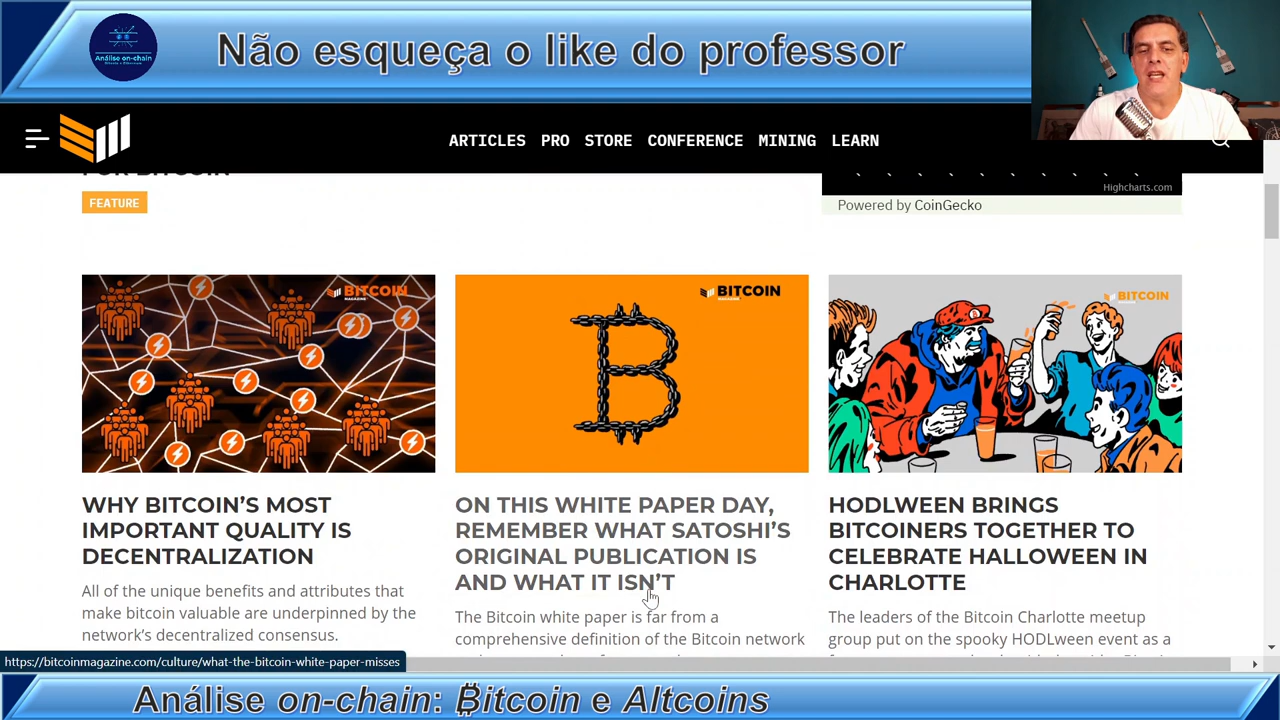 Análise on-chain
Não esqueça o like do professor
ARTICLES PRO STORE CONFERENCE MINING LEARN
FOR BITCOIN
FEATURE
Highcharts.com
Powered by CoinGecko
BITCOIN
MAGAZINE
BITCOIN
MAGAZINE
BITCOIN
MAGAZINE
WHY BITCOIN’S MOST
IMPORTANT QUALITY IS
DECENTRALIZATION
All of the unique benefits and attributes that
make bitcoin valuable are underpinned by the
network’s decentralized consensus.
ON THIS WHITE PAPER DAY,
REMEMBER WHAT SATOSHI’S
ORIGINAL PUBLICATION IS
AND WHAT IT ISN’T
The Bitcoin white paper is far from a
comprehensive definition of the Bitcoin network
HODLWEEN BRINGS
BITCOINERS TOGETHER TO
CELEBRATE HALLOWEEN IN
CHARLOTTE
The leaders of the Bitcoin Charlotte meetup
group put on the spooky HODLween event as a
https://bitcoinmagazine.com/culture/what-the-bitcoin-white-paper-misses
Análise on-chain: ₿itcoin e Altcoins